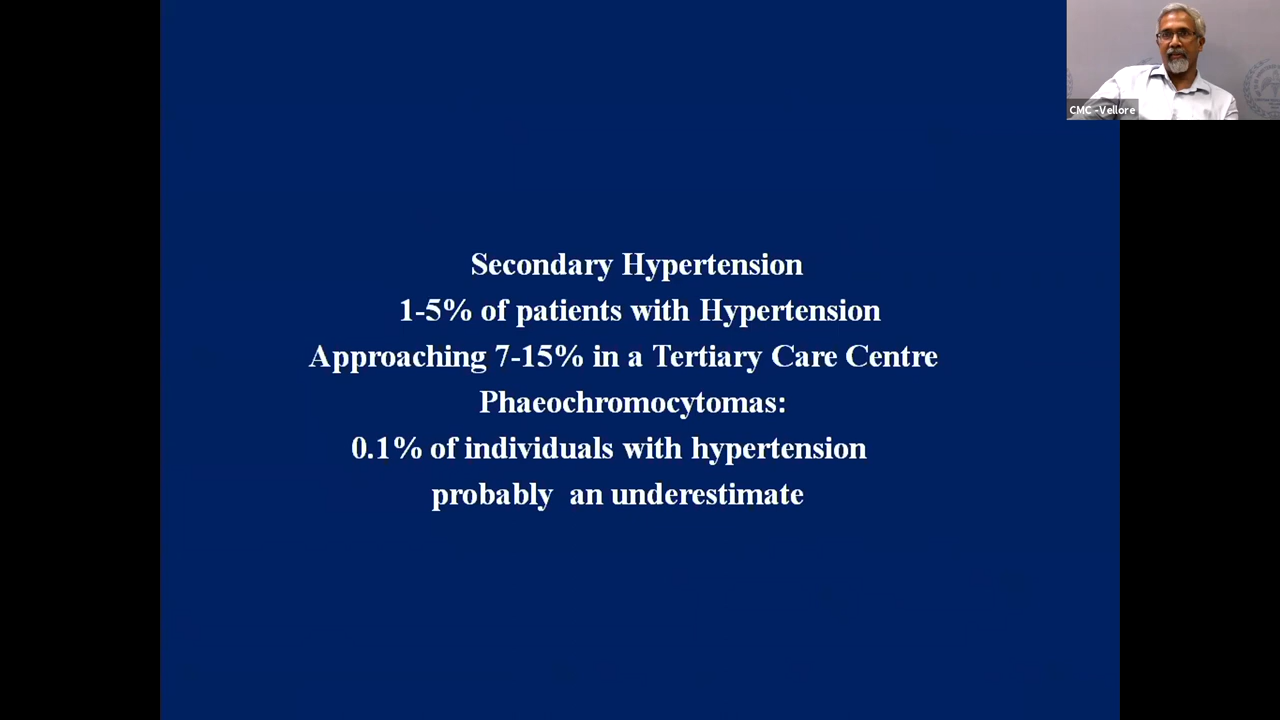 CMC -Vellore
Secondary Hypertension
1-5% of patients with Hypertension
Approaching 7-15% in a Tertiary Care Centre
Phaeochromocytomas:
0.1% of individuals with hypertension
probably an underestimate